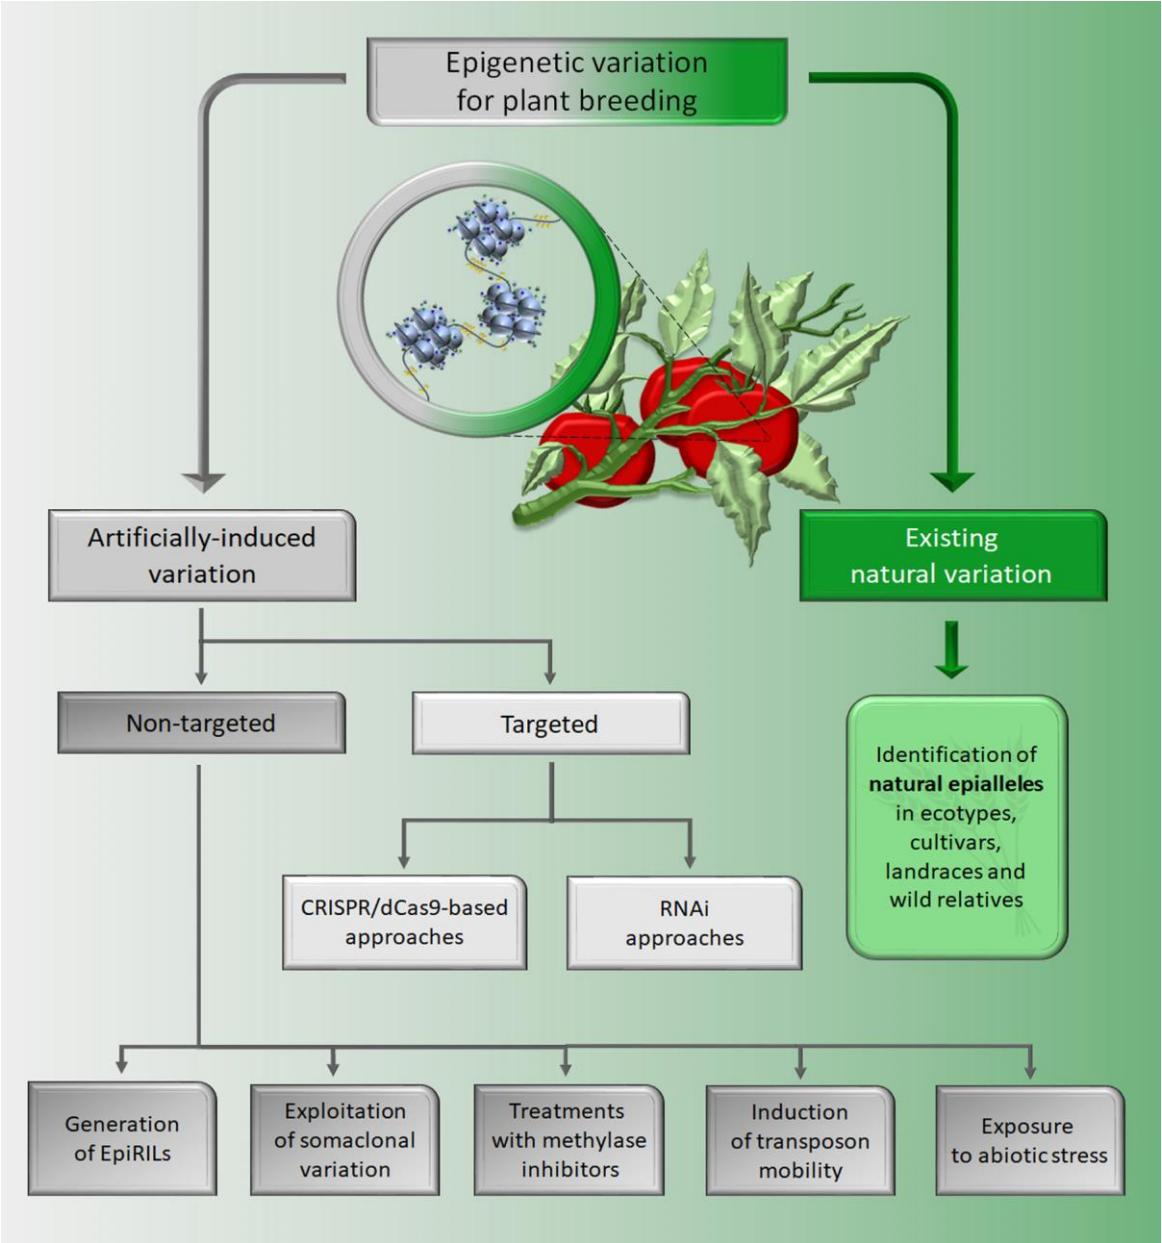 Epigenetic variation
for plant breeding
Artificially-induced
variation
Existing
natural variation
Non-targeted
Targeted
Identification of
natural epialleles
in ecotypes,
cultivars,
landraces and
wild relatives
CRISPR/dCas9-based
approaches
RNAi
approaches
Generation
of EpiRILs
Exploitation
of somaclonal
variation
Treatments
with methylase
inhibitors
Induction
of transposon
mobility
Exposure
to abiotic stress